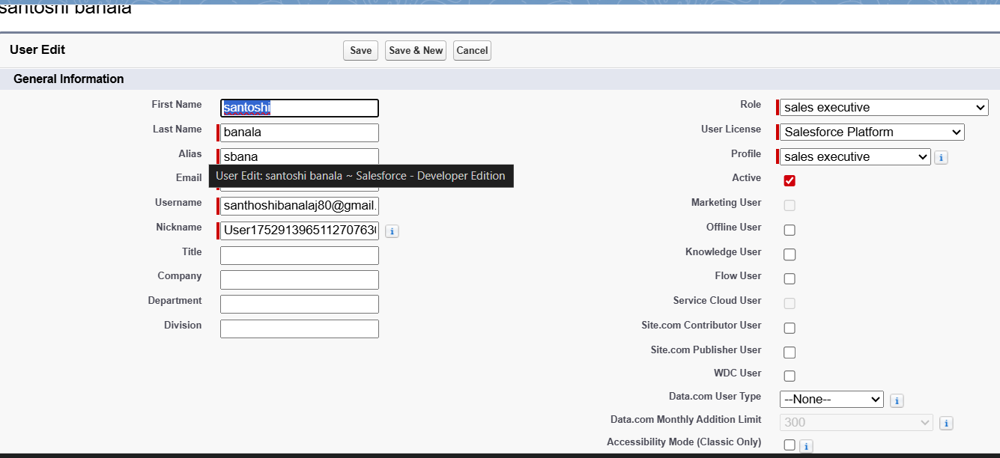 santoshi banala
User Edit
Save
Save & New
Cancel
General Information
First Name
santoshi
Last Name
banala
Alias
sbana
Email
User Edit: santoshi banala ~ Salesforce - Developer Edition
Username
santhoshibanalaj80@gmail.
Nickname
Title
Company
Department
Division
Role
sales executive
User License
Salesforce Platform
Profile
sales executive
Active
Marketing User
Offline User
Knowledge User
Flow User
Service Cloud User
Site.com Contributor User
Site.com Publisher User
WDC User
Data.com User Type
--None--
Data.com Monthly Addition Limit
300
Accessibility Mode (Classic Only)